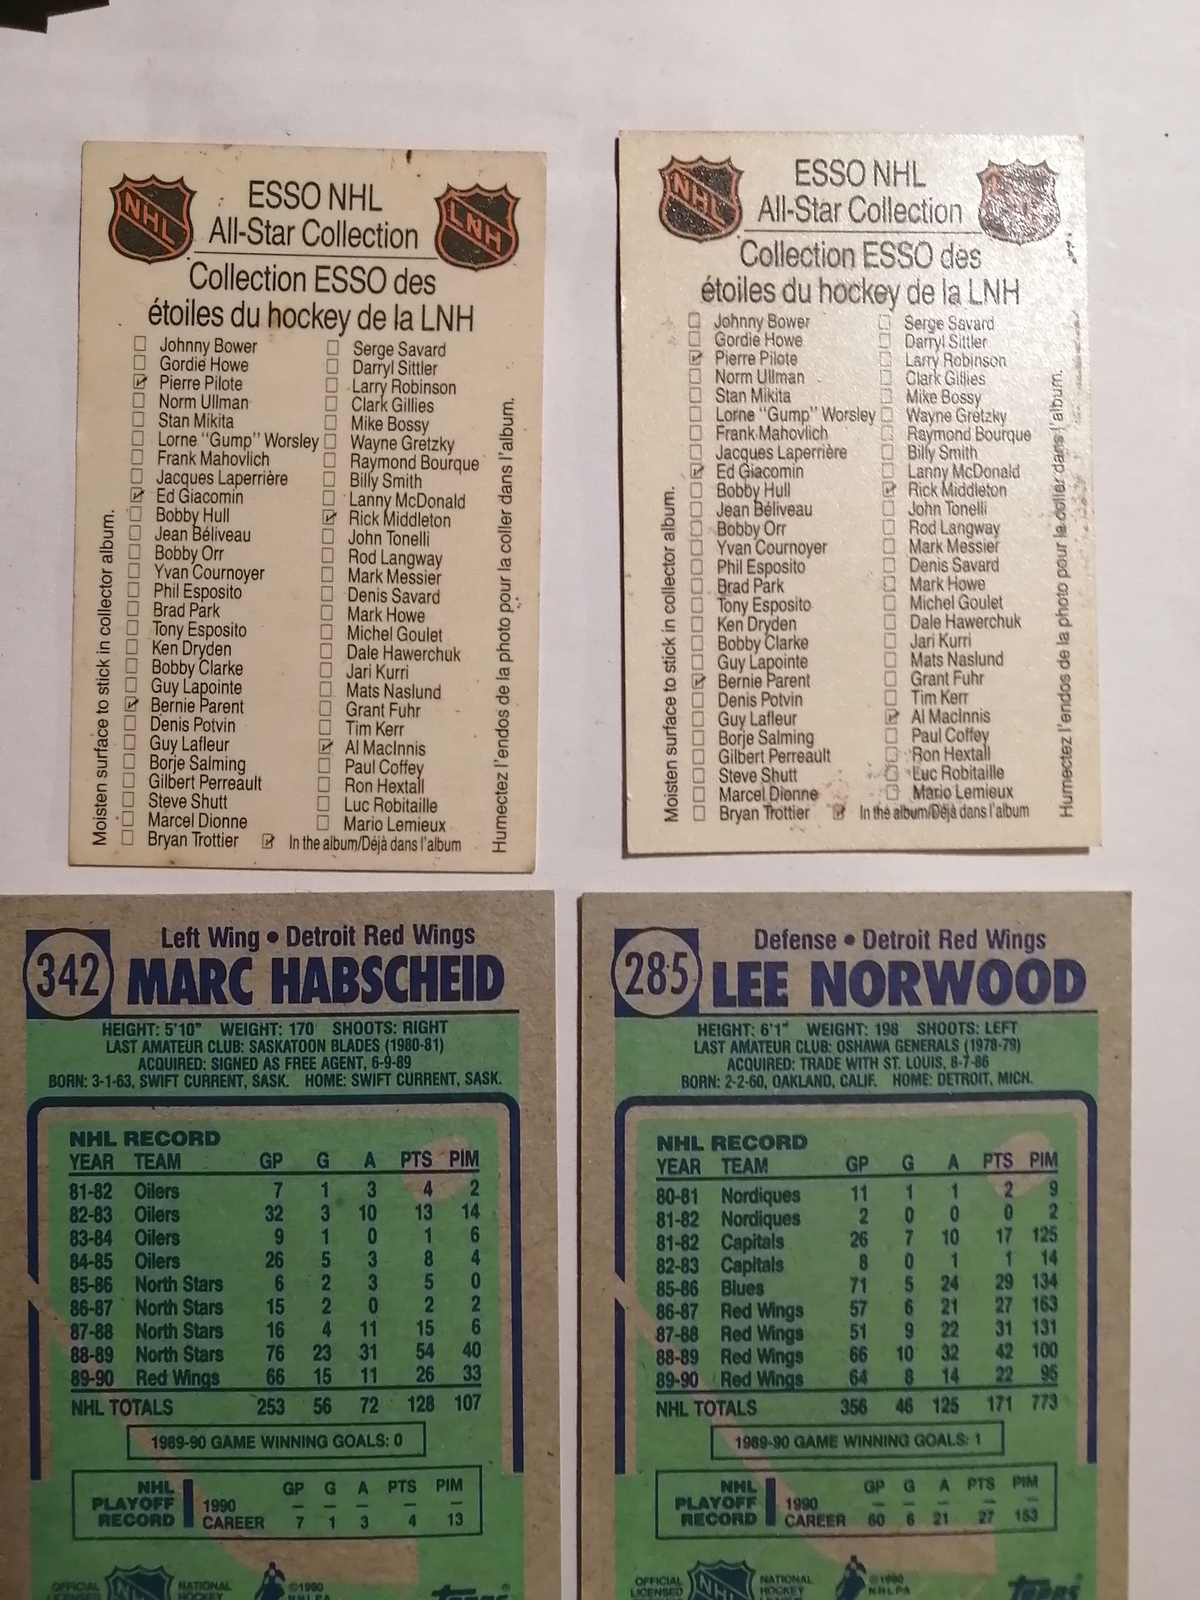 NHL
ESSO NHL
All-Star Collection
LNH
Collection ESSO des
étoiles du hockey de la LNH
☐ Johnny Bower
☐ Gordie Howe
☑ Pierre Pilote
☐ Norm Ullman
☐ Stan Mikita
☐ Lorne "Gump" Worsley
☐ Frank Mahovlich
☐ Jacques Laperrière
☑ Ed Giacomin
☐ Bobby Hull
☐ Jean Béliveau
☐ Bobby Orr
☐ Yvan Cournoyer
☐ Phil Esposito
☐ Brad Park
☐ Tony Esposito
☐ Ken Dryden
☐ Bobby Clarke
☐ Guy Lapointe
☑ Bernie Parent
☐ Denis Potvin
☐ Guy Lafleur
☐ Borje Salming
☐ Gilbert Perreault
☐ Steve Shutt
☐ Marcel Dionne
☐ Bryan Trottier
☐ Serge Savard
☐ Darryl Sittler
☐ Larry Robinson
☐ Clark Gillies
☐ Mike Bossy
☐ Wayne Gretzky
☐ Raymond Bourque
☐ Billy Smith
☐ Lanny McDonald
☑ Rick Middleton
☐ John Tonelli
☐ Rod Langway
☐ Mark Messier
☐ Denis Savard
☐ Mark Howe
☐ Michel Goulet
☐ Dale Hawerchuk
☐ Jari Kurri
☐ Mats Naslund
☐ Grant Fuhr
☐ Tim Kerr
☑ Al MacInnis
☐ Paul Coffey
☐ Ron Hextall
☐ Luc Robitaille
☐ Mario Lemieux
☑ In the album/Déjà dans l'album
Moisten surface to stick in collector album.
Humectez l'endos de la photo pour la coller dans l'album.
NHL
ESSO NHL
All-Star Collection
Collection ESSO des
étoiles du hockey de la LNH
☐ Johnny Bower
☐ Gordie Howe
☑ Pierre Pilote
☐ Norm Ullman
☐ Stan Mikita
☐ Lorne "Gump" Worsley
☐ Frank Mahovlich
☐ Jacques Laperrière
☑ Ed Giacomin
☐ Bobby Hull
☐ Jean Béliveau
☐ Bobby Orr
☐ Yvan Cournoyer
☐ Phil Esposito
☐ Brad Park
☐ Tony Esposito
☐ Ken Dryden
☐ Bobby Clarke
☐ Guy Lapointe
☑ Bernie Parent
☐ Denis Potvin
☐ Guy Lafleur
☐ Borje Salming
☐ Gilbert Perreault
☐ Steve Shutt
☐ Marcel Dionne
☐ Bryan Trottier
☐ Serge Savard
☐ Darryl Sittler
☐ Larry Robinson
☐ Clark Gillies
☐ Mike Bossy
☐ Wayne Gretzky
☐ Raymond Bourque
☐ Billy Smith
☐ Lanny McDonald
☑ Rick Middleton
☐ John Tonelli
☐ Rod Langway
☐ Mark Messier
☐ Denis Savard
☐ Mark Howe
☐ Michel Goulet
☐ Dale Hawerchuk
☐ Jari Kurri
☐ Mats Naslund
☐ Grant Fuhr
☐ Tim Kerr
☑ Al MacInnis
☐ Paul Coffey
☐ Ron Hextall
☐ Luc Robitaille
☐ Mario Lemieux
☑ In the album/Déjà dans l'album
Moisten surface to stick in collector album.
Humectez l'endos de la photo pour la coller dans l'album.
342
Left Wing • Detroit Red Wings
MARC HABSCHEID
HEIGHT: 5'10" WEIGHT: 170 SHOOTS: RIGHT
LAST AMATEUR CLUB: SASKATOON BLADES (1980-81)
ACQUIRED: SIGNED AS FREE AGENT, 6-9-89
BORN: 3-1-63, SWIFT CURRENT, SASK. HOME: SWIFT CURRENT, SASK.
NHL RECORD
YEAR TEAM GP G A PTS PIM
81-82 Oilers 7 1 3 4 2
82-83 Oilers 32 3 10 13 14
83-84 Oilers 9 1 0 1 6
84-85 Oilers 26 5 3 8 4
85-86 North Stars 6 2 3 5 0
86-87 North Stars 15 2 0 2 2
87-88 North Stars 16 4 11 15 6
88-89 North Stars 76 23 31 54 40
89-90 Red Wings 66 15 11 26 33
NHL TOTALS 253 56 72 128 107
1989-90 GAME WINNING GOALS: 0
NHL PLAYOFF RECORD
GP G A PTS PIM
1990 – – – – –
CAREER 7 1 3 4 13
OFFICIAL
LICENSED
NHL
NATIONAL
HOCKEY
©1990
NHLPA
Topps®
285
Defense • Detroit Red Wings
LEE NORWOOD
HEIGHT: 6'1" WEIGHT: 198 SHOOTS: LEFT
LAST AMATEUR CLUB: OSHAWA GENERALS (1978-79)
ACQUIRED: TRADE WITH ST. LOUIS, 8-7-86
BORN: 2-2-60, OAKLAND, CALIF. HOME: DETROIT, MICH.
NHL RECORD
YEAR TEAM GP G A PTS PIM
80-81 Nordiques 11 1 1 2 9
81-82 Nordiques 2 0 0 0 2
81-82 Capitals 26 7 10 17 125
82-83 Capitals 8 0 1 1 14
85-86 Blues 71 5 24 29 134
86-87 Red Wings 57 6 21 27 163
87-88 Red Wings 51 9 22 31 131
88-89 Red Wings 66 10 32 42 100
89-90 Red Wings 64 8 14 22 95
NHL TOTALS 356 46 125 171 773
1989-90 GAME WINNING GOALS: 1
NHL PLAYOFF RECORD
GP G A PTS PIM
1990 – – – – –
CAREER 60 6 21 27 153
OFFICIAL
LICENSED
NHL
NATIONAL
HOCKEY
©1990
NHLPA
Topps